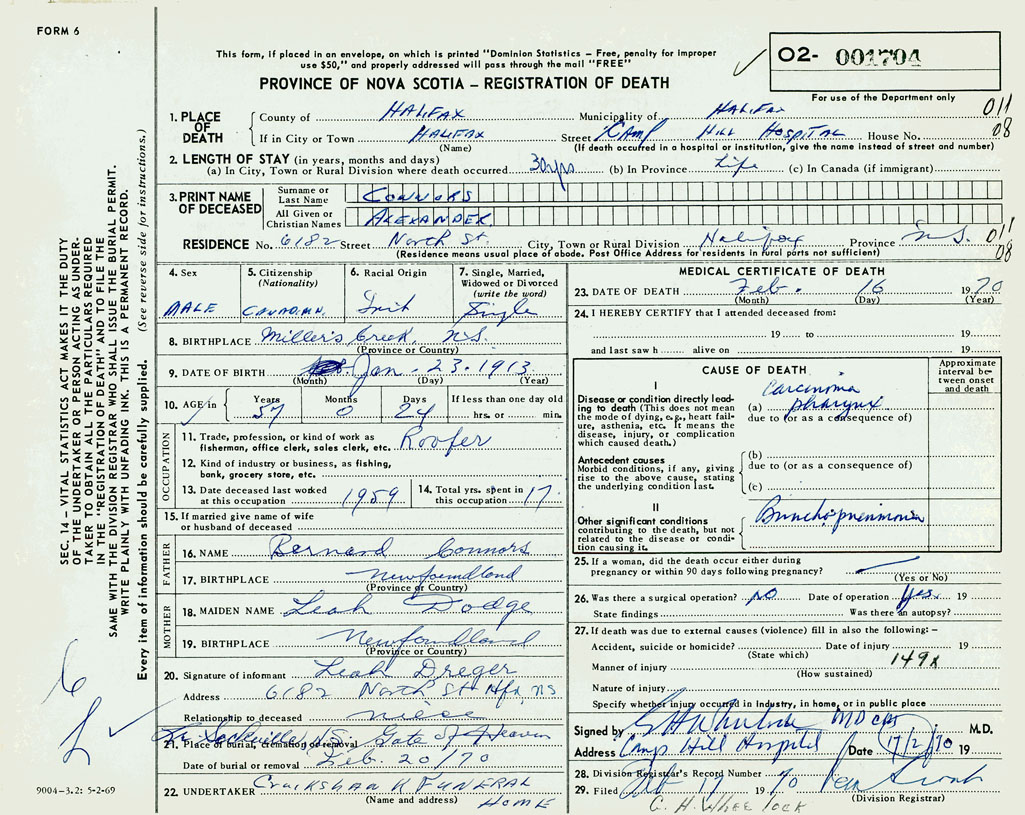 FORM 6
This form, if placed in an envelope, on which is printed "Dominion Statistics – Free, penalty for improper
use $50," and properly addressed will pass through the mail "FREE"
PROVINCE OF NOVA SCOTIA – REGISTRATION OF DEATH
O2- 001704
For use of the Department only
011
08
SEC. 14 – VITAL STATISTICS ACT MAKES IT THE DUTY
OF THE UNDERTAKER OR PERSON ACTING AS UNDER-
TAKER TO OBTAIN ALL THE PARTICULARS REQUIRED
IN THE "REGISTRATION OF DEATH" AND TO FILE THE
SAME WITH THE DIVISION REGISTRAR WHO SHALL ISSUE THE BURIAL PERMIT.
WRITE PLAINLY WITH UNFADING INK. THIS IS A PERMANENT RECORD.
Every item of information should be carefully supplied. (See reverse side for instructions.)
1. PLACE OF DEATH
County of HALIFAX Municipality of HALIFAX
If in City or Town HALIFAX Street CAMP HILL HOSPITAL House No.
(Name) (If death occurred in a hospital or institution, give the name instead of street and number)
2. LENGTH OF STAY (in years, months and days)
(a) In City, Town or Rural Division where death occurred 30 yrs (b) In Province Life (c) In Canada (if immigrant)
3. PRINT NAME OF DECEASED
Surname or Last Name CONNORS
All Given or Christian Names ALEXANDER
RESIDENCE No. 6182 Street North St. City, Town or Rural Division Halifax Province N.S. 011
(Residence means usual place of abode. Post Office Address for residents in rural parts not sufficient) 08
4. Sex MALE
5. Citizenship (Nationality) CANADIAN
6. Racial Origin Irish
7. Single, Married, Widowed or Divorced (write the word) Single
8. BIRTHPLACE Miller's Creek, N.S.
(Province or Country)
9. DATE OF BIRTH Jan. 23. 1913
(Month) (Day) (Year)
10. AGE in Years 57 Months 0 Days 24 If less than one day old hrs. or min.
OCCUPATION
11. Trade, profession, or kind of work as
fisherman, office clerk, sales clerk, etc. Roofer
12. Kind of industry or business, as fishing,
bank, grocery store, etc.
13. Date deceased last worked
at this occupation 1959
14. Total yrs. spent in
this occupation 17
15. If married give name of wife
or husband of deceased
FATHER
16. NAME Bernard Connors
17. BIRTHPLACE Newfoundland
(Province or Country)
MOTHER
18. MAIDEN NAME Leah Dodge
19. BIRTHPLACE Newfoundland
(Province or Country)
20. Signature of informant Leah Dreger
Address 6182 North St Hfx, NS
Relationship to deceased niece
Sackville N.S. Gate of Heaven
21. Place of burial, cremation or removal
Date of burial or removal Feb. 20/70
22. UNDERTAKER Cruikshank FUNERAL
(Name and address) HOME
9004-3.2: 5-2-69
MEDICAL CERTIFICATE OF DEATH
23. DATE OF DEATH Feb. 16 1970
(Month) (Day) (Year)
24. I HEREBY CERTIFY that I attended deceased from:
19 to 19
and last saw h alive on 19
CAUSE OF DEATH
Approximate interval be-tween onset and death
I
Disease or condition directly lead-
ing to death (This does not mean
the mode of dying, e.g., heart fail-
ure, asthenia, etc. It means the
disease, injury, or complication
which caused death.)
Carcinoma
(a) pharynx
due to (or as a consequence of)
Antecedent causes
Morbid conditions, if any, giving
rise to the above cause, stating
the underlying condition last.
(b)
due to (or as a consequence of)
(c)
II
Other significant conditions
contributing to the death, but not
related to the disease or condi-
tion causing it.
Bronchopneumonia
25. If a woman, did the death occur either during
pregnancy or within 90 days following pregnancy?
(Yes or No)
26. Was there a surgical operation? NO Date of operation 19
State findings Was there an autopsy? Yes.
27. If death was due to external causes (violence) fill in also the following:–
Accident, suicide or homicide? Date of injury 19
(State which) 149x
Manner of injury
(How sustained)
Nature of injury
Specify whether injury occurred in Industry, in home, or in public place
Signed by MD M.D.
Address Camp Hill Hospital Date 17/2/70 19
28. Division Registrar's Record Number
29. Filed Feb 17 1970
(Division Registrar)
G. H. Wheelock